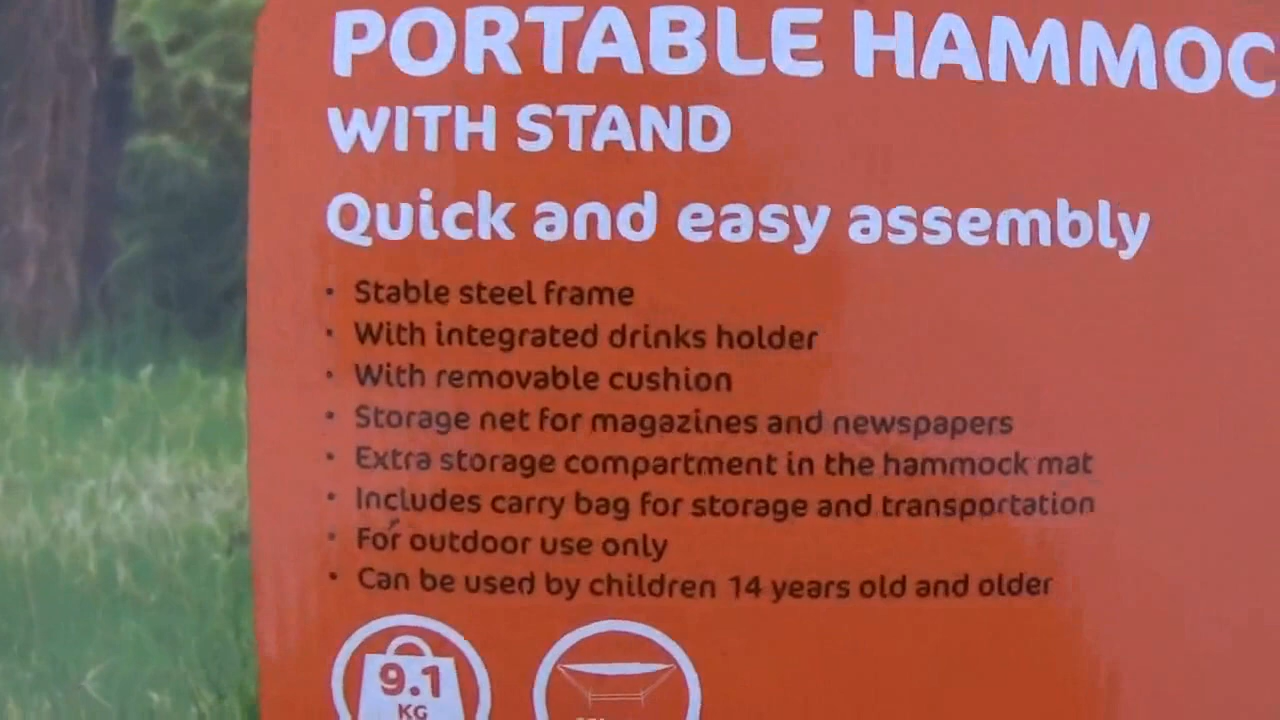 PORTABLE HAMMOC
WITH STAND
Quick and easy assembly
• Stable steel frame
• With integrated drinks holder
• With removable cushion
• Storage net for magazines and newspapers
• Extra storage compartment in the hammock mat
• Includes carry bag for storage and transportation
• For outdoor use only
• Can be used by children 14 years old and older
9.1
KG